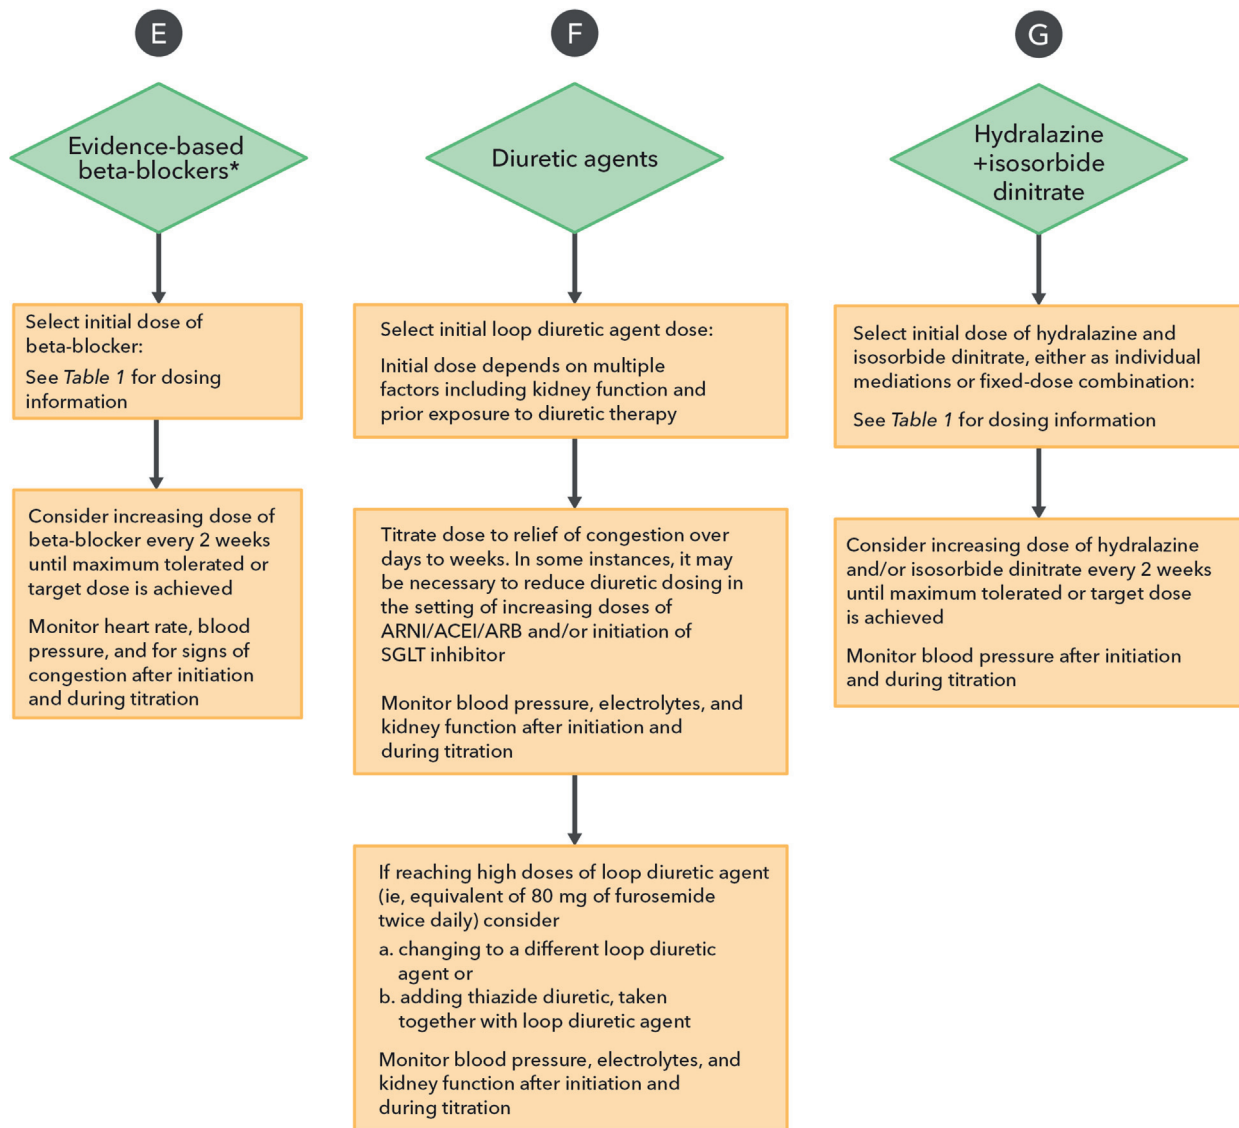 E
Evidence-based
beta-blockers*
Select initial dose of
beta-blocker:
See Table 1 for dosing
information
Consider increasing dose of
beta-blocker every 2 weeks
until maximum tolerated or
target dose is achieved
Monitor heart rate, blood
pressure, and for signs of
congestion after initiation
and during titration
F
Diuretic agents
Select initial loop diuretic agent dose:
Initial dose depends on multiple
factors including kidney function and
prior exposure to diuretic therapy
Titrate dose to relief of congestion over
days to weeks. In some instances, it may
be necessary to reduce diuretic dosing in
the setting of increasing doses of
ARNI/ACEI/ARB and/or initiation of
SGLT inhibitor
Monitor blood pressure, electrolytes, and
kidney function after initiation and
during titration
If reaching high doses of loop diuretic agent
(ie, equivalent of 80 mg of furosemide
twice daily) consider
a. changing to a different loop diuretic
agent or
b. adding thiazide diuretic, taken
together with loop diuretic agent
Monitor blood pressure, electrolytes, and
kidney function after initiation and
during titration
G
Hydralazine
+isosorbide
dinitrate
Select initial dose of hydralazine and
isosorbide dinitrate, either as individual
mediations or fixed-dose combination:
See Table 1 for dosing information
Consider increasing dose of hydralazine
and/or isosorbide dinitrate every 2 weeks
until maximum tolerated or target dose
is achieved
Monitor blood pressure after initiation
and during titration